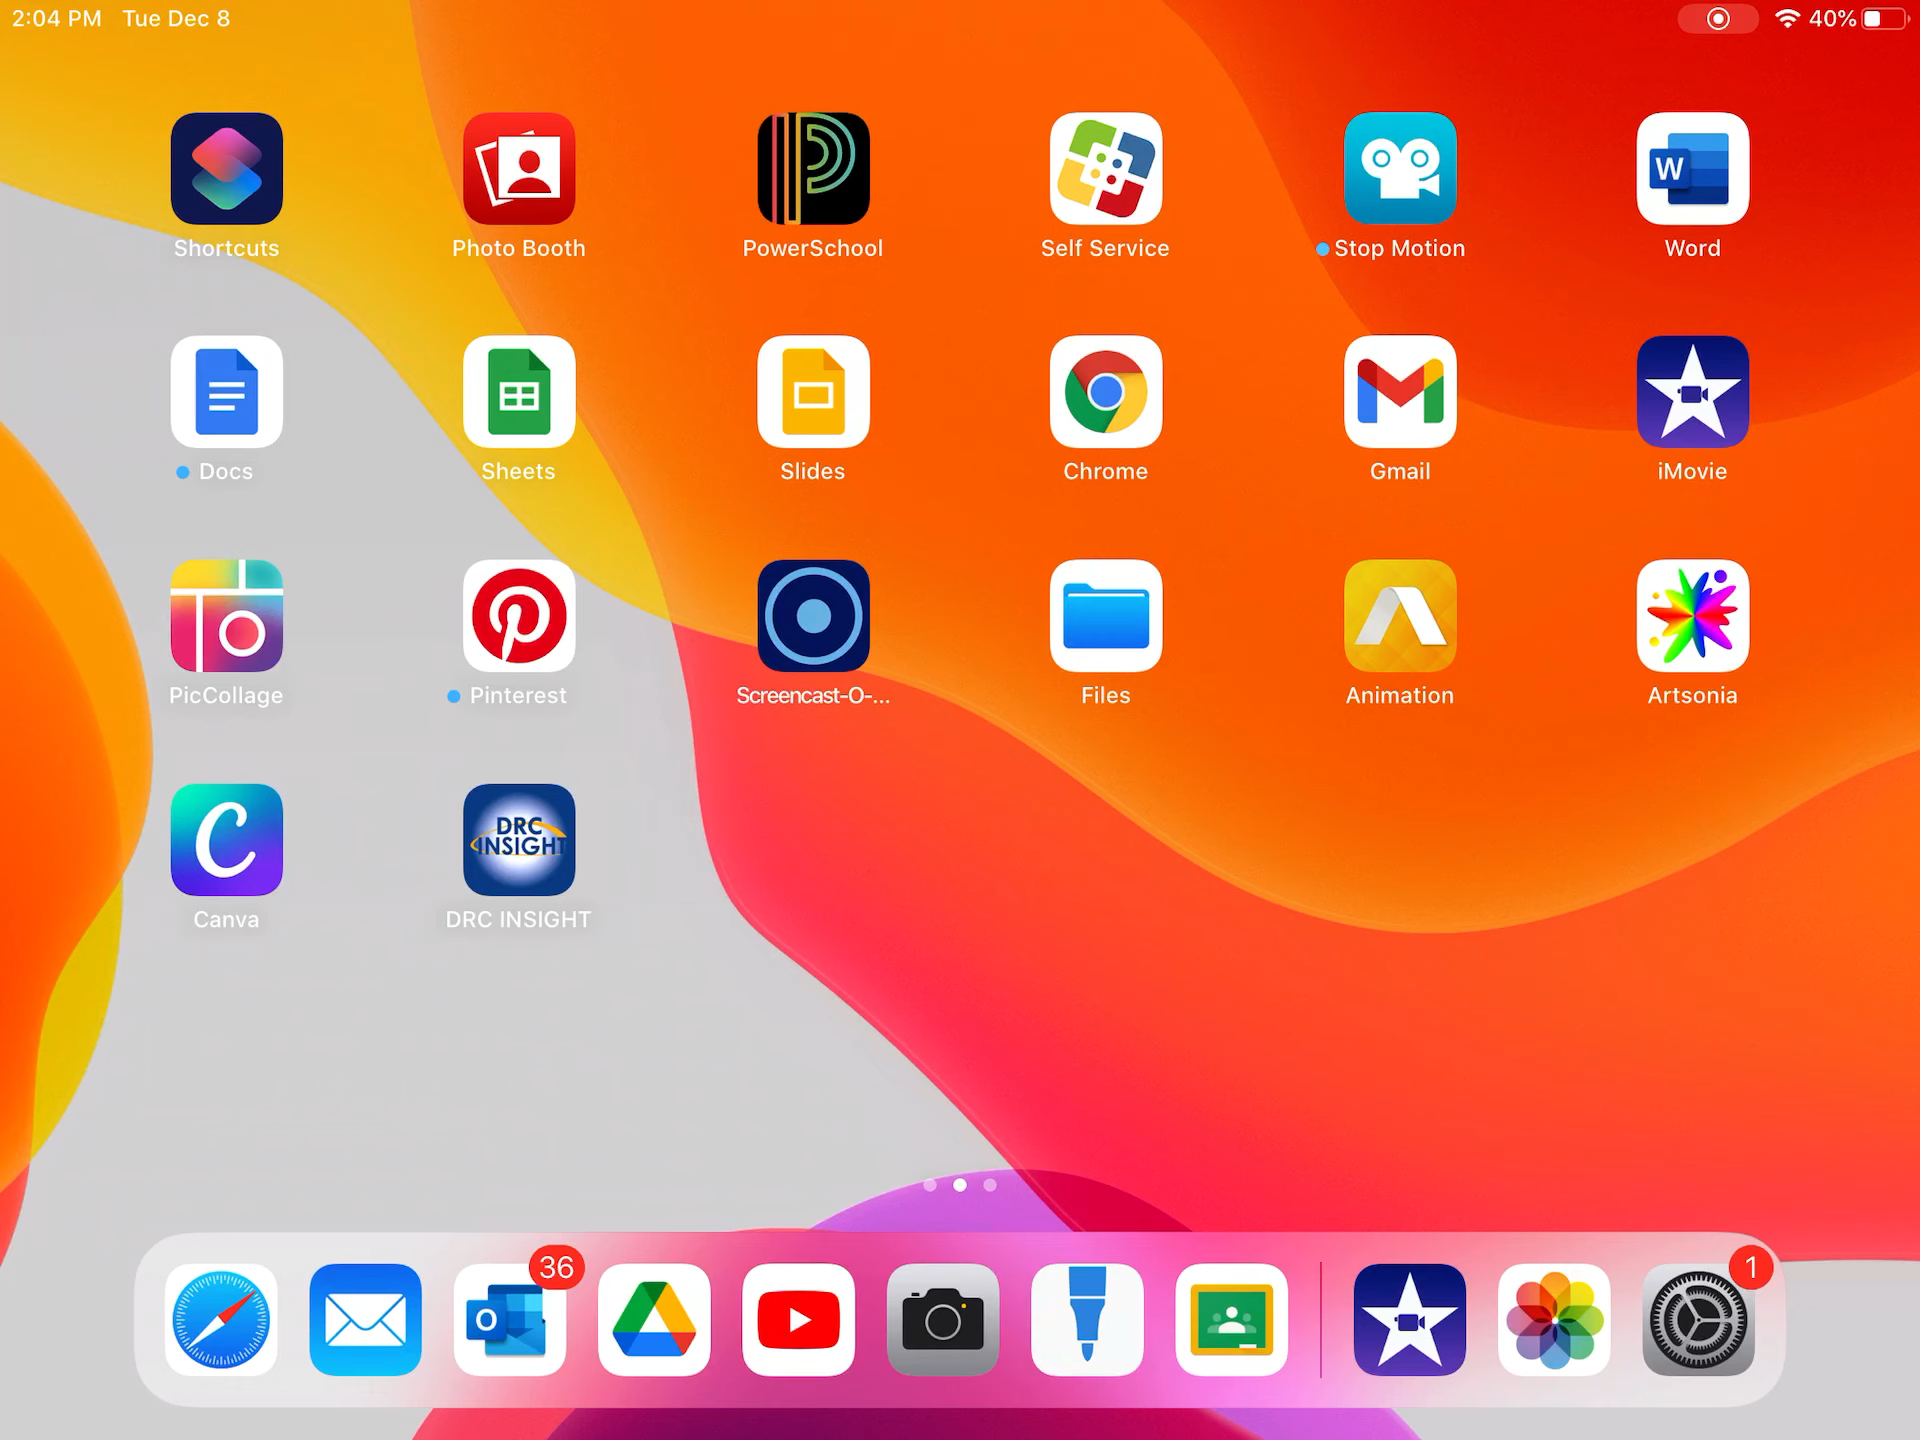 2:04 PM Tue Dec 8
40%
Shortcuts
Photo Booth
PowerSchool
Self Service
Stop Motion
W
Word
Docs
Sheets
Slides
Chrome
Gmail
iMovie
PicCollage
Pinterest
Screencast-O-...
Files
Animation
Artsonia
C
Canva
DRC
INSIGHT
DRC INSIGHT
36
O
1